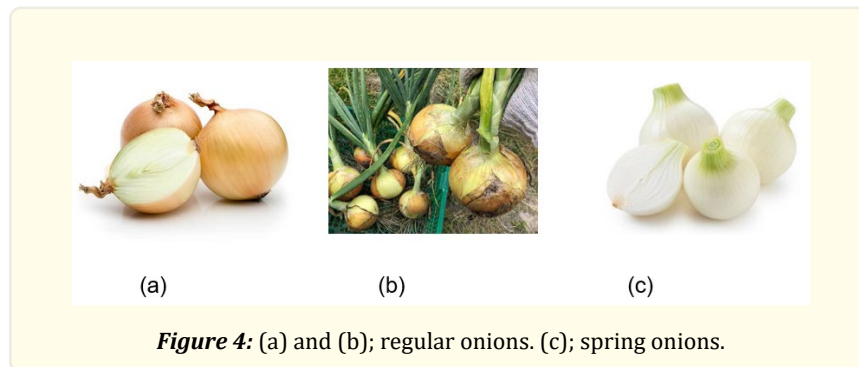 (a) (b) (c)
Figure 4: (a) and (b); regular onions. (c); spring onions.